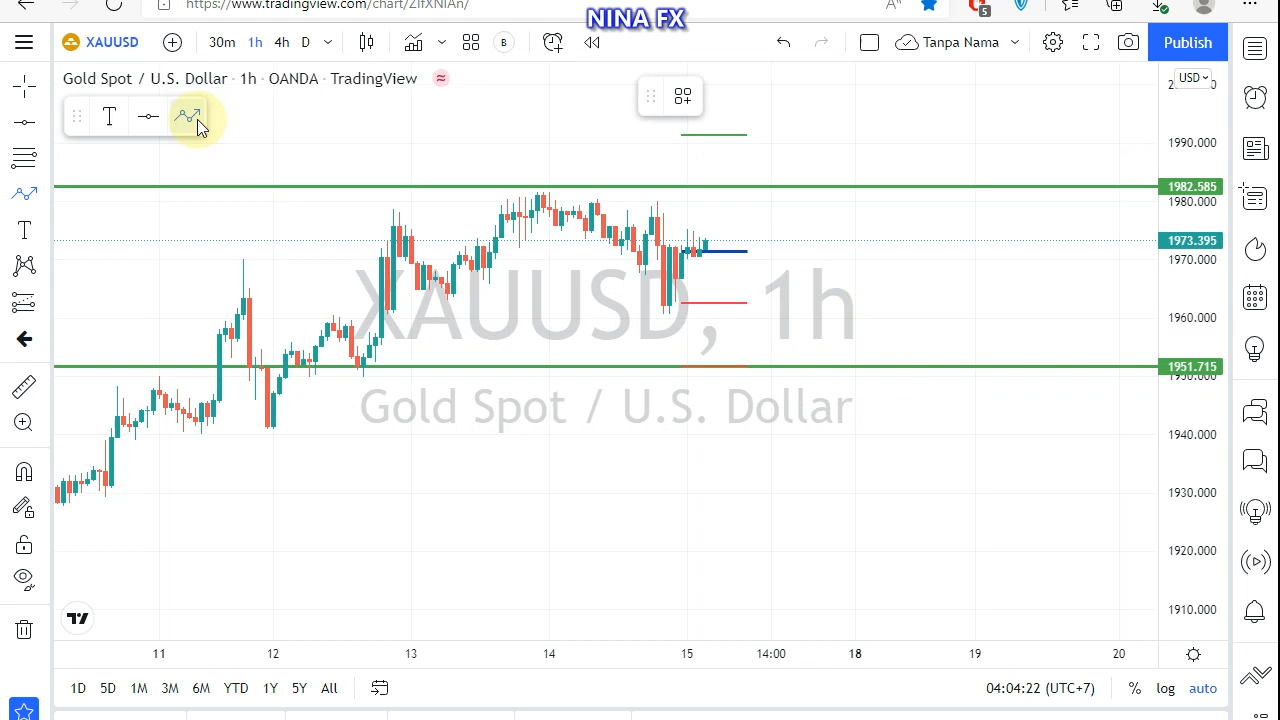 https://www.tradingview.com/chart/ZlfXNIAn/
NINA FX
5
XAUUSD
30m 1h 4h D
B
Tanpa Nama
Publish
Gold Spot / U.S. Dollar · 1h · OANDA · TradingView
USD
T
1990.000
1982.585
1980.000
1973.395
1970.000
1960.000
1951.715
1940.000
1930.000
1920.000
1910.000
XAUUSD, 1h
Gold Spot / U.S. Dollar
11 12 13 14 15 14:00 18 19 20
1D 5D 1M 3M 6M YTD 1Y 5Y All
04:04:22 (UTC+7) % log auto